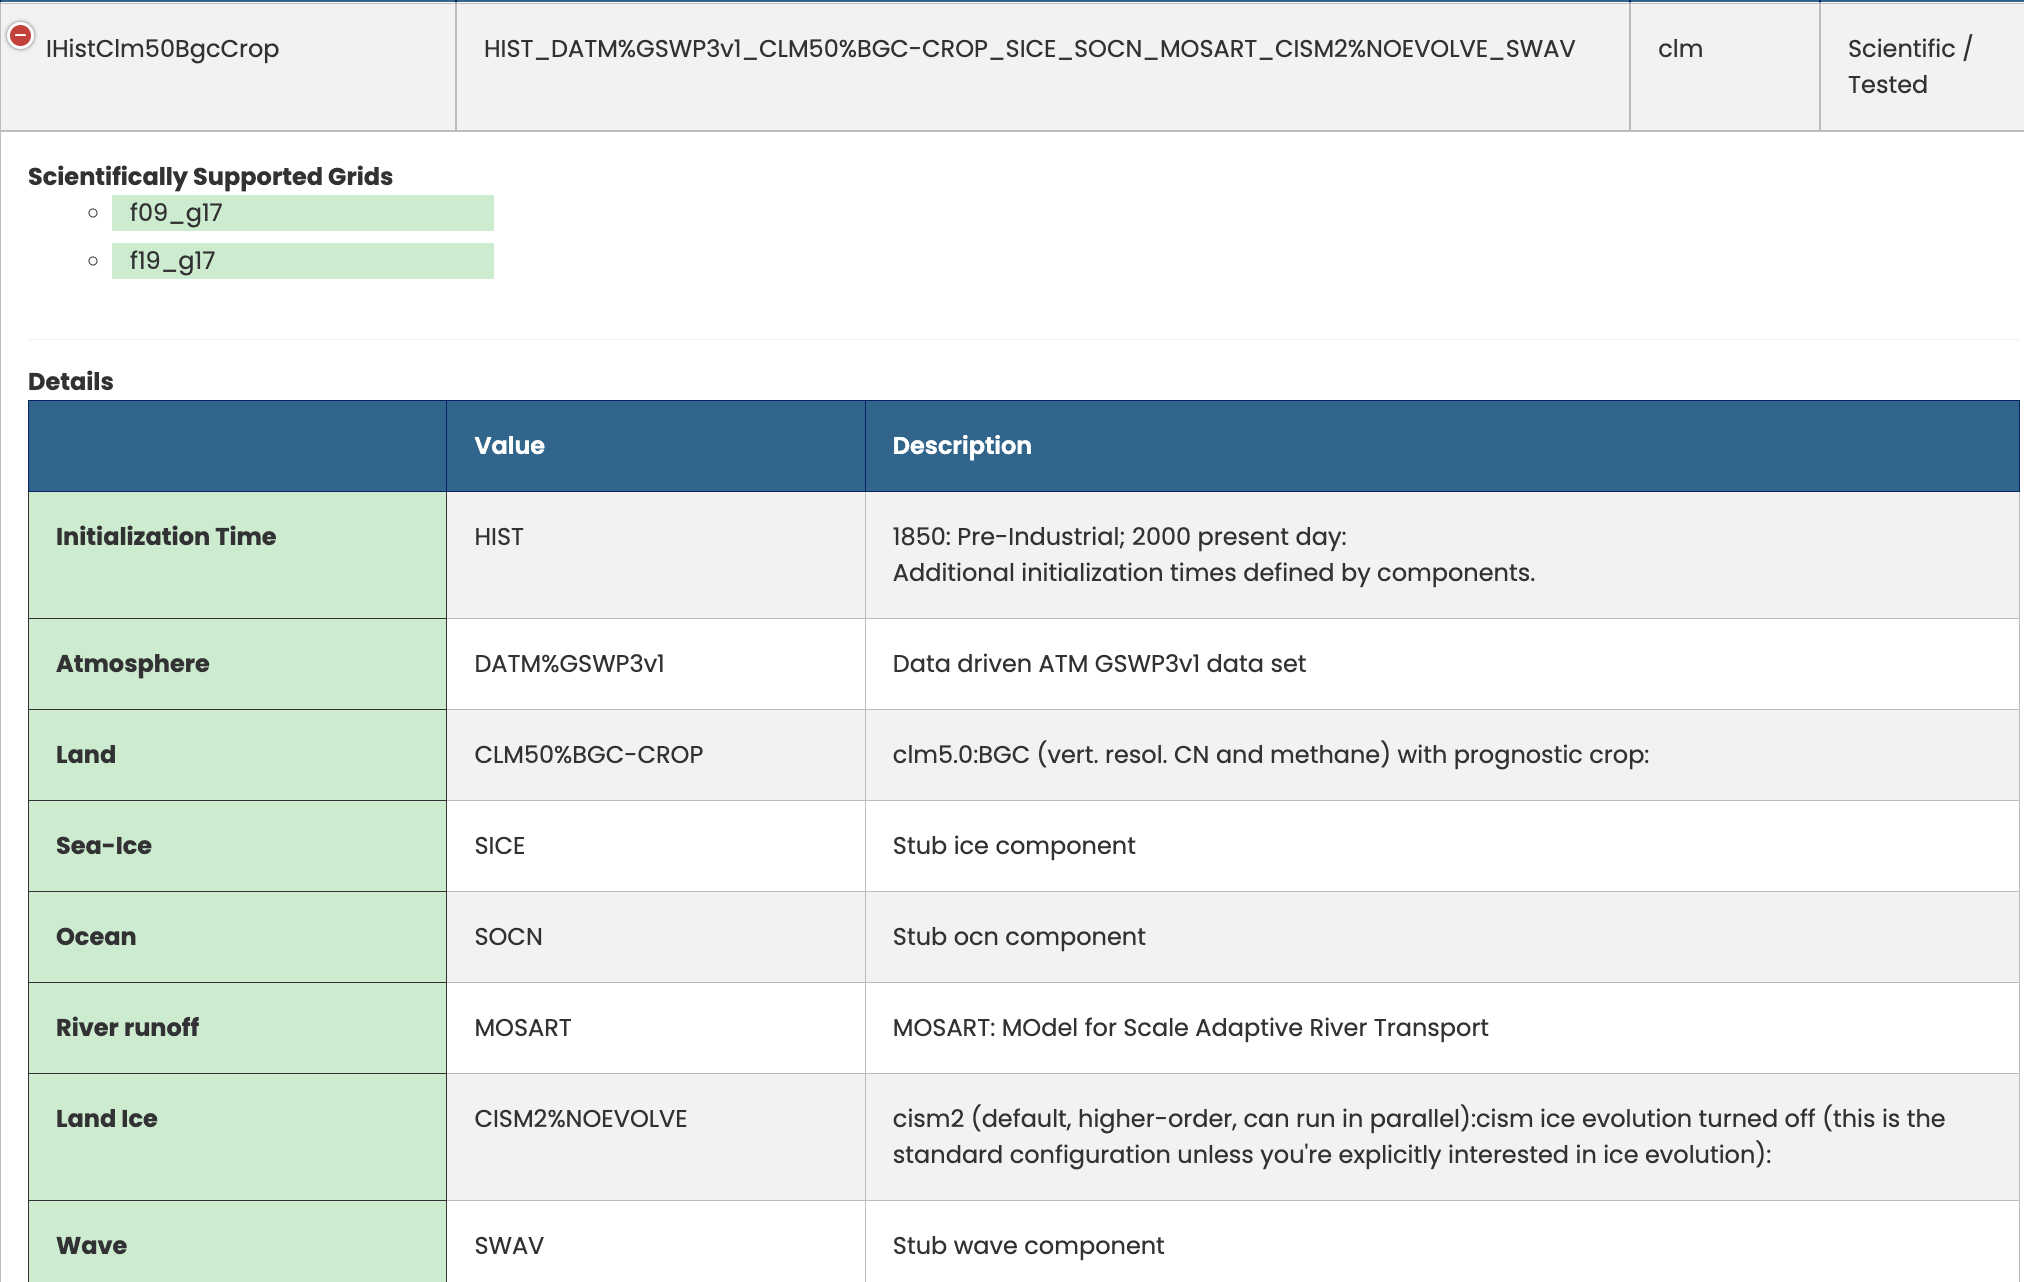 IHistClm50BgcCrop
HIST_DATM%GSWP3v1_CLM50%BGC-CROP_SICE_SOCN_MOSART_CISM2%NOEVOLVE_SWAV
clm
Scientific /
Tested
Scientifically Supported Grids
f09_g17
f19_g17
Details
Value
Description
Initialization Time
HIST
1850: Pre-Industrial; 2000 present day:
Additional initialization times defined by components.
Atmosphere
DATM%GSWP3v1
Data driven ATM GSWP3v1 data set
Land
CLM50%BGC-CROP
clm5.0:BGC (vert. resol. CN and methane) with prognostic crop:
Sea-Ice
SICE
Stub ice component
Ocean
SOCN
Stub ocn component
River runoff
MOSART
MOSART: MOdel for Scale Adaptive River Transport
Land Ice
CISM2%NOEVOLVE
cism2 (default, higher-order, can run in parallel):cism ice evolution turned off (this is the
standard configuration unless you're explicitly interested in ice evolution):
Wave
SWAV
Stub wave component